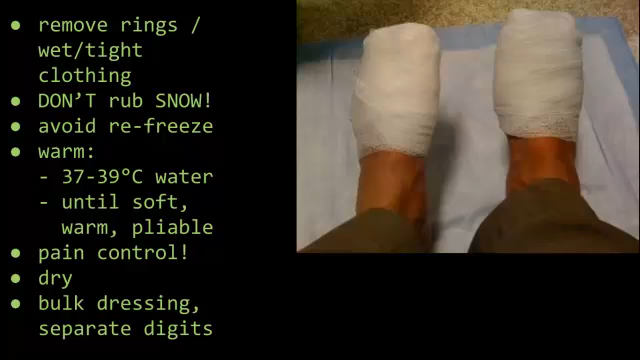 ● remove rings /
wet/tight
clothing
● DON'T rub SNOW!
● avoid re-freeze
● warm:
- 37-39°C water
- until soft,
warm, pliable
● pain control!
● dry
● bulk dressing,
separate digits